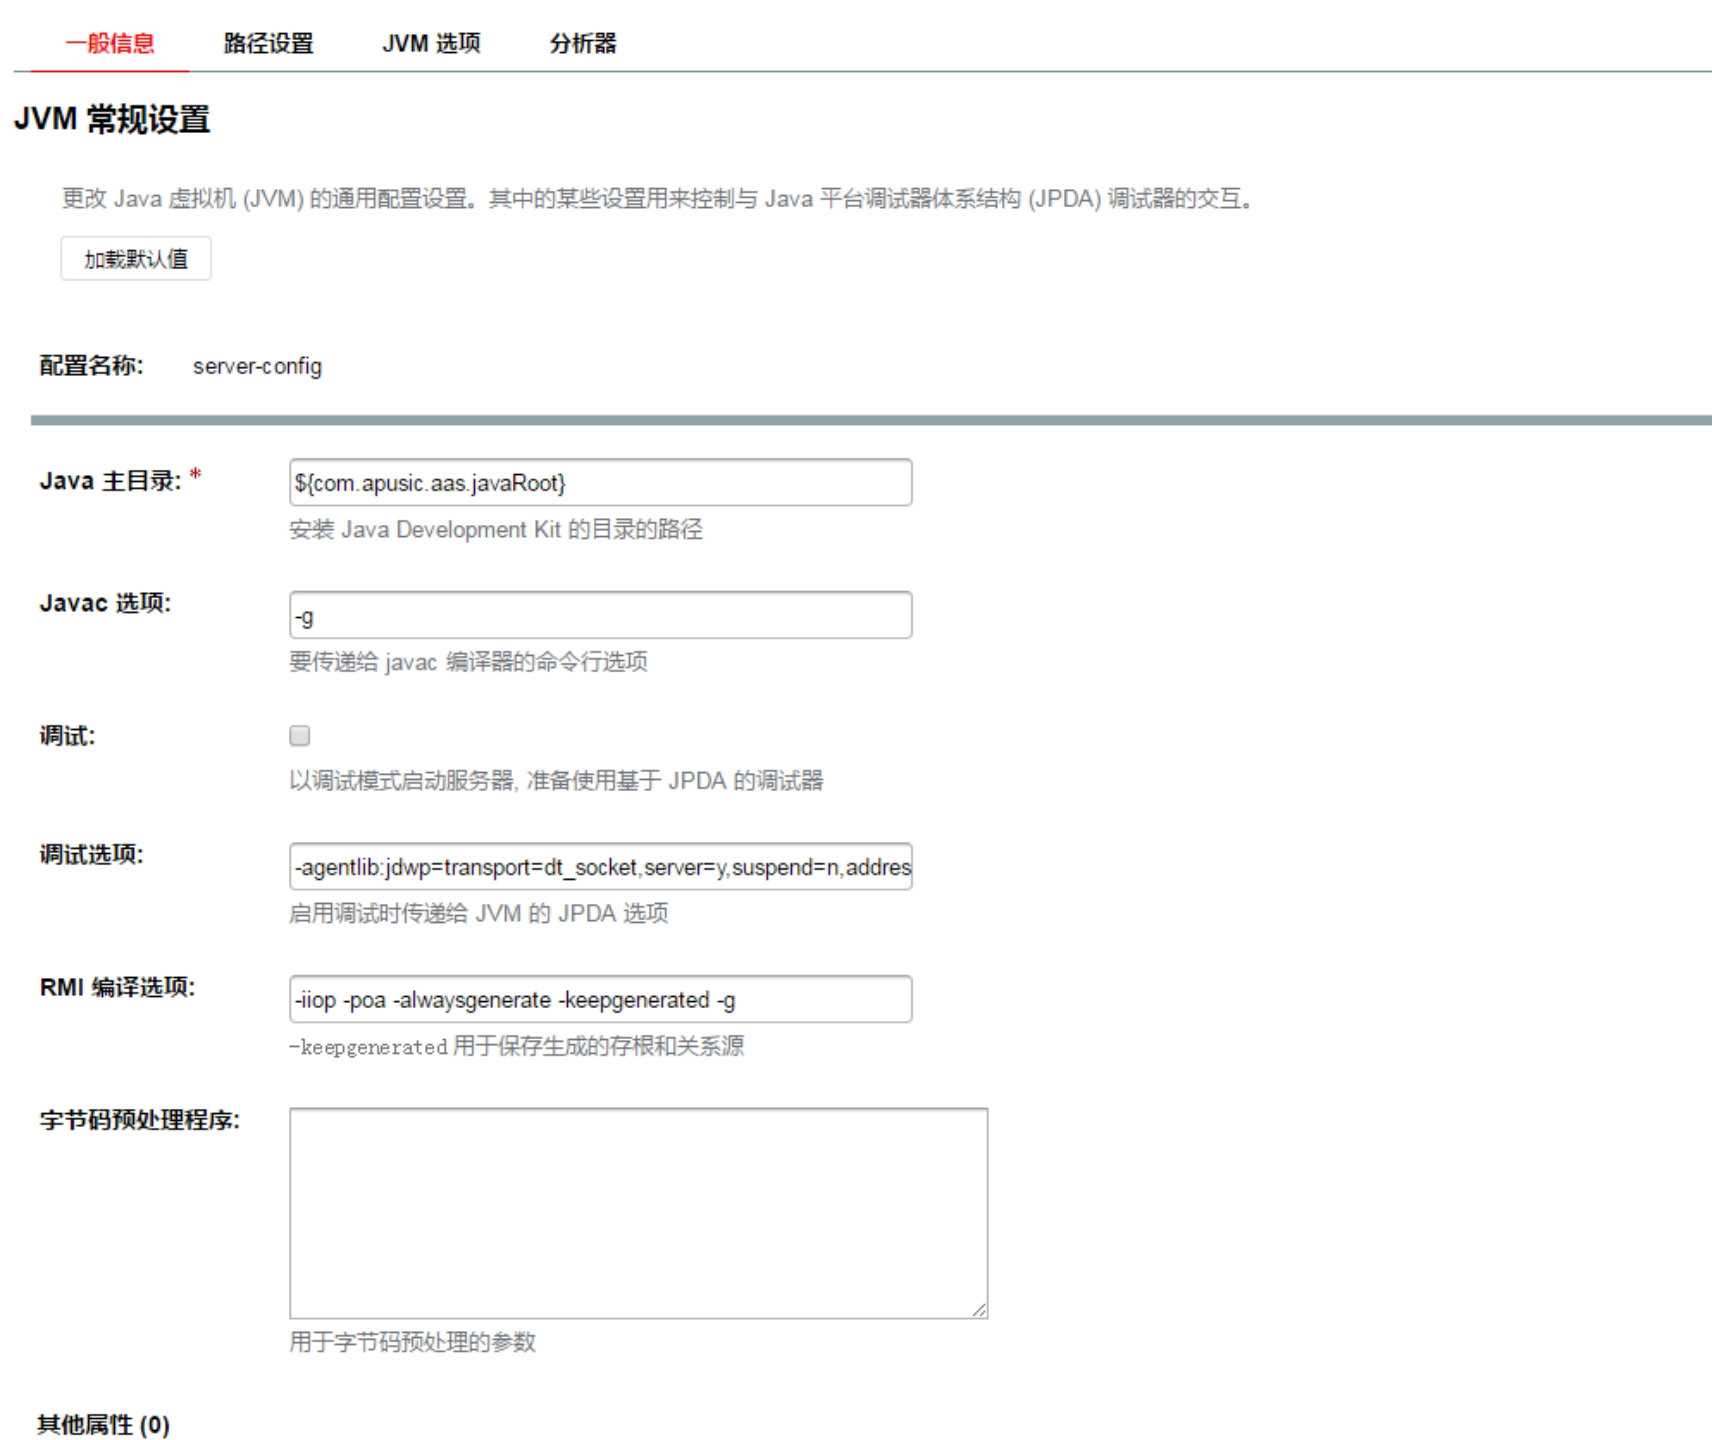 一般信息 路径设置 JVM 选项 分析器
JVM 常规设置
更改 Java 虚拟机 (JVM) 的通用配置设置。其中的某些设置用来控制与 Java 平台调试器体系结构 (JPDA) 调试器的交互。
加载默认值
配置名称: server-config
Java 主目录: * ${com.apusic.aas.javaRoot}
安装 Java Development Kit 的目录的路径
Javac 选项: -g
要传递给 javac 编译器的命令行选项
调试:
以调试模式启动服务器, 准备使用基于 JPDA 的调试器
调试选项: -agentlib:jdwp=transport=dt_socket,server=y,suspend=n,addres
启用调试时传递给 JVM 的 JPDA 选项
RMI 编译选项: -iiop -poa -alwaysgenerate -keepgenerated -g
-keepgenerated 用于保存生成的存根和关系源
字节码预处理程序:
用于字节码预处理的参数
其他属性 (0)